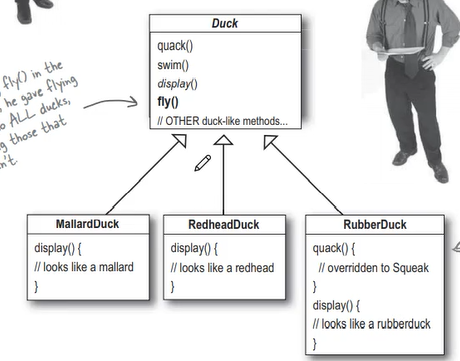 Duck
quack()
swim()
display()
fly()
// OTHER duck-like methods...
fly() in the
he gave flying
ALL ducks,
those that
MallardDuck
display() {
// looks like a mallard
}
RedheadDuck
display() {
// looks like a redhead
}
RubberDuck
quack() {
// overridden to Squeak
}
display() {
// looks like a rubberduck
}